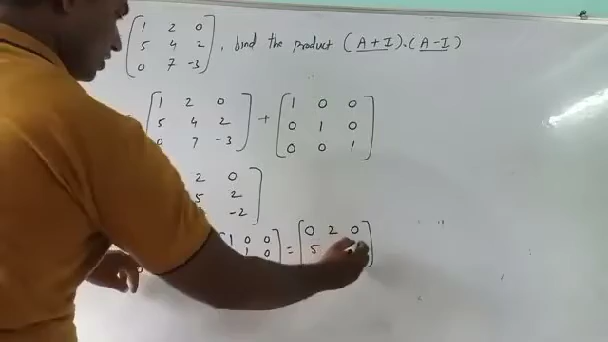 1 2 0
5 4 2 , find the product (A+I).(A-I)
0 7 -3
1 2 0 1 0 0
5 4 2 + 0 1 0
7 -3 0 0 1
2 0
5 2
-2
1 0 0 = 0 2 0
1 0 5